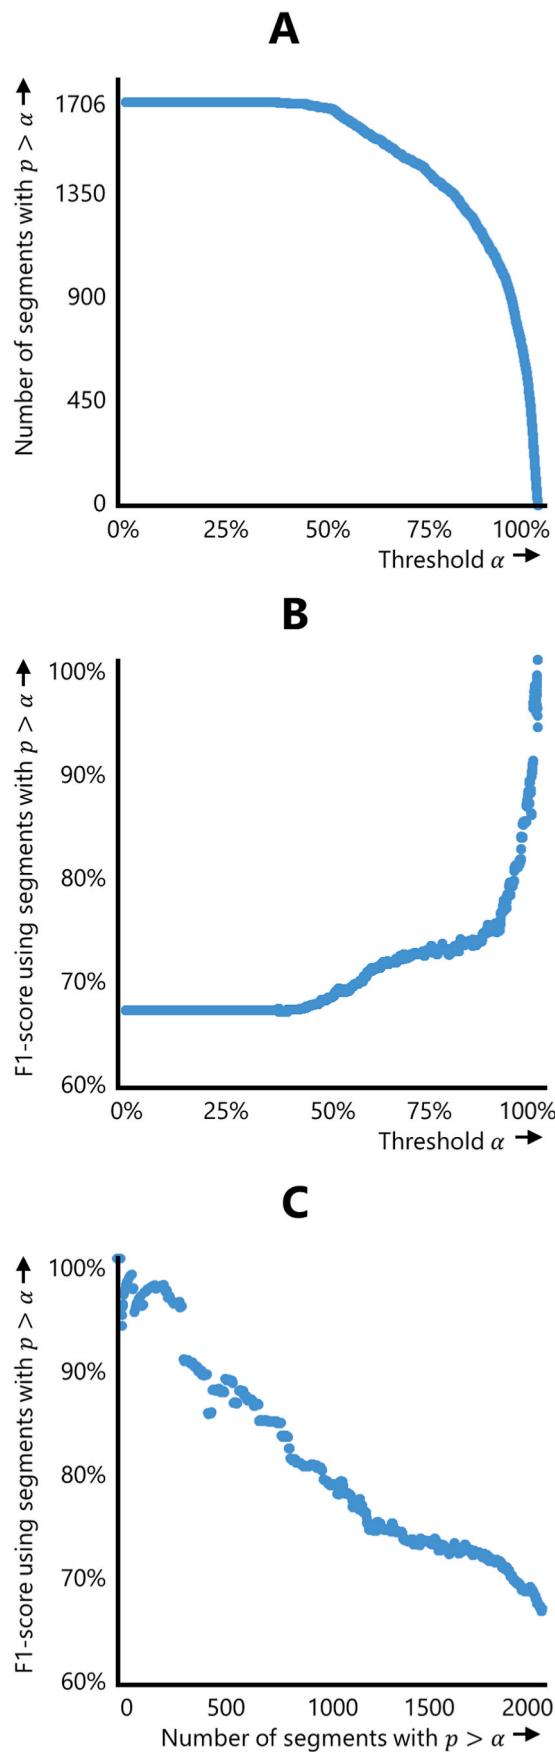 A
Number of segments with p > α →
1706
1350
900
450
0
0% 25% 50% 75% 100%
Threshold α →
B
F1-score using segments with p > α →
100%
90%
80%
70%
60%
0% 25% 50% 75% 100%
Threshold α →
C
F1-score using segments with p > α →
100%
90%
80%
70%
60%
0 500 1000 1500 2000
Number of segments with p > α →